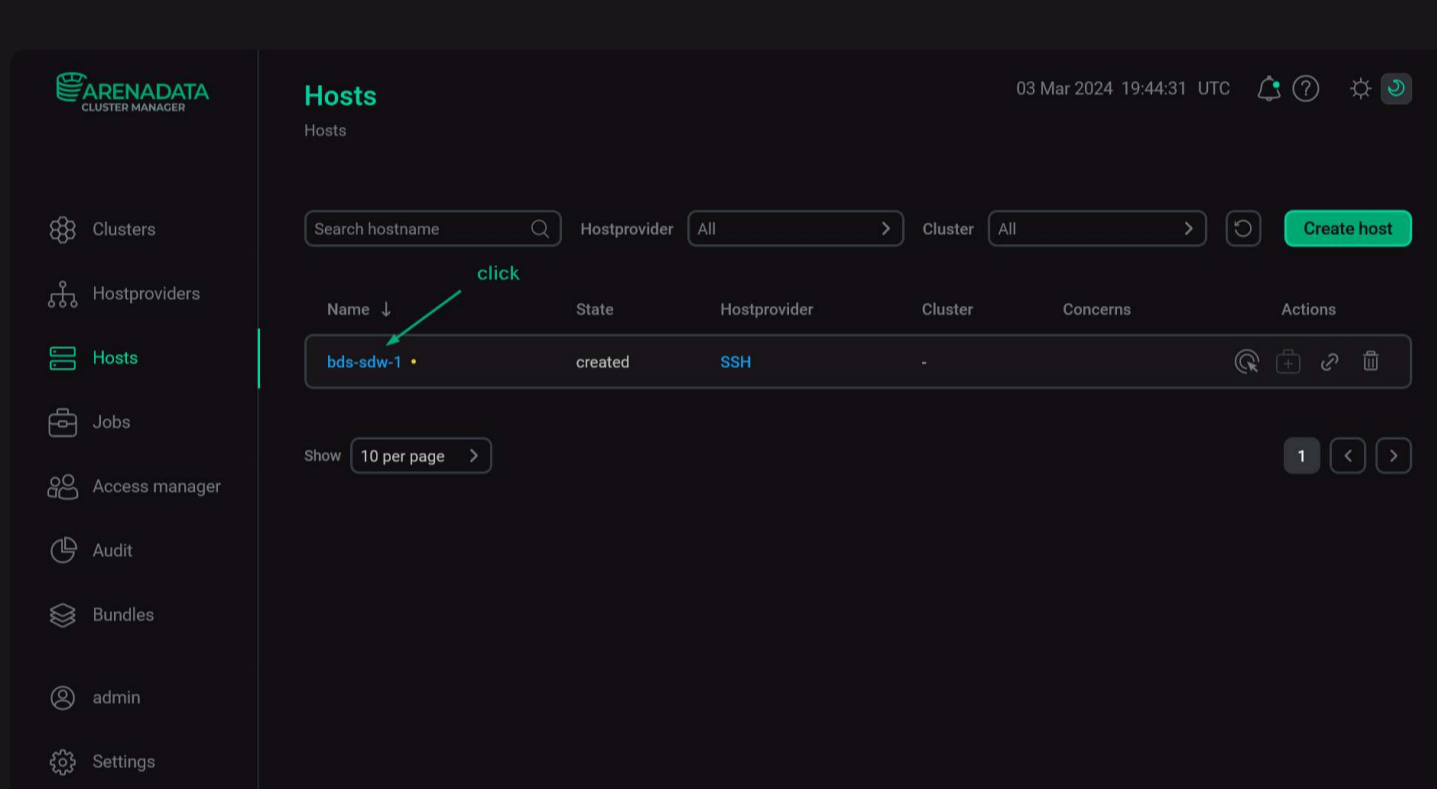 ARENADATA
CLUSTER MANAGER
Hosts
Hosts
03 Mar 2024 19:44:31 UTC
Clusters
Hostproviders
Hosts
Jobs
Access manager
Audit
Bundles
admin
Settings
Search hostname
Hostprovider All
Cluster All
Create host
click
Name State Hostprovider Cluster Concerns Actions
bds-sdw-1 created SSH -
Show 10 per page
1